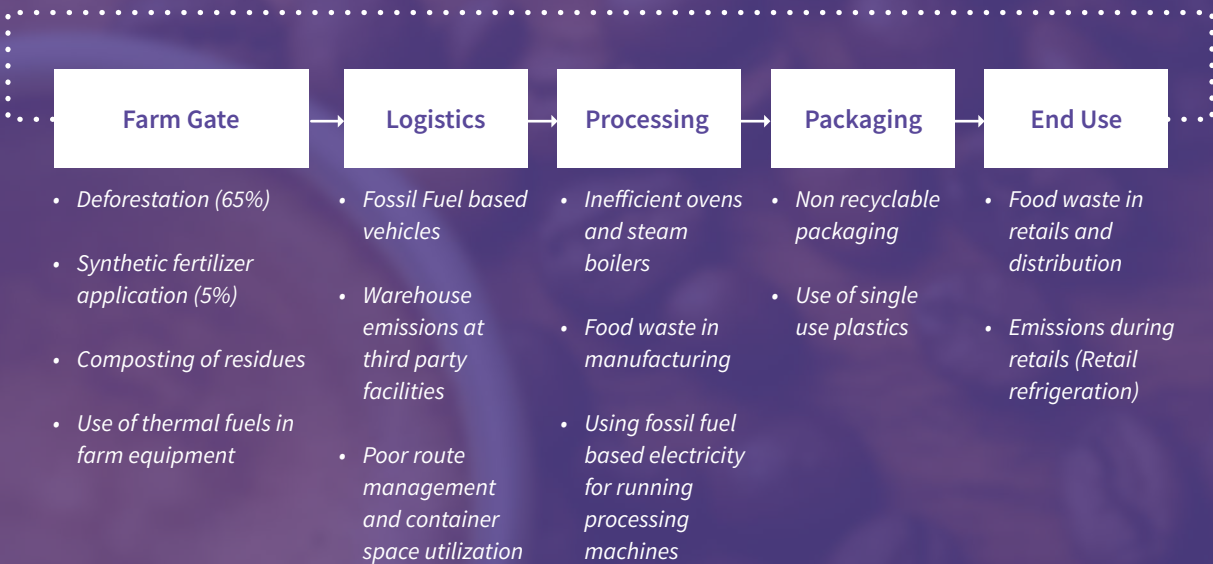 Farm Gate
Logistics
Processing
Packaging
End Use
• Deforestation (65%)
• Synthetic fertilizer
application (5%)
• Composting of residues
• Use of thermal fuels in
farm equipment
• Fossil Fuel based
vehicles
• Warehouse
emissions at
third party
facilities
• Poor route
management
and container
space utilization
• Inefficient ovens
and steam
boilers
• Food waste in
manufacturing
• Using fossil fuel
based electricity
for running
processing
machines
• Non recyclable
packaging
• Use of single
use plastics
• Food waste in
retails and
distribution
• Emissions during
retails (Retail
refrigeration)